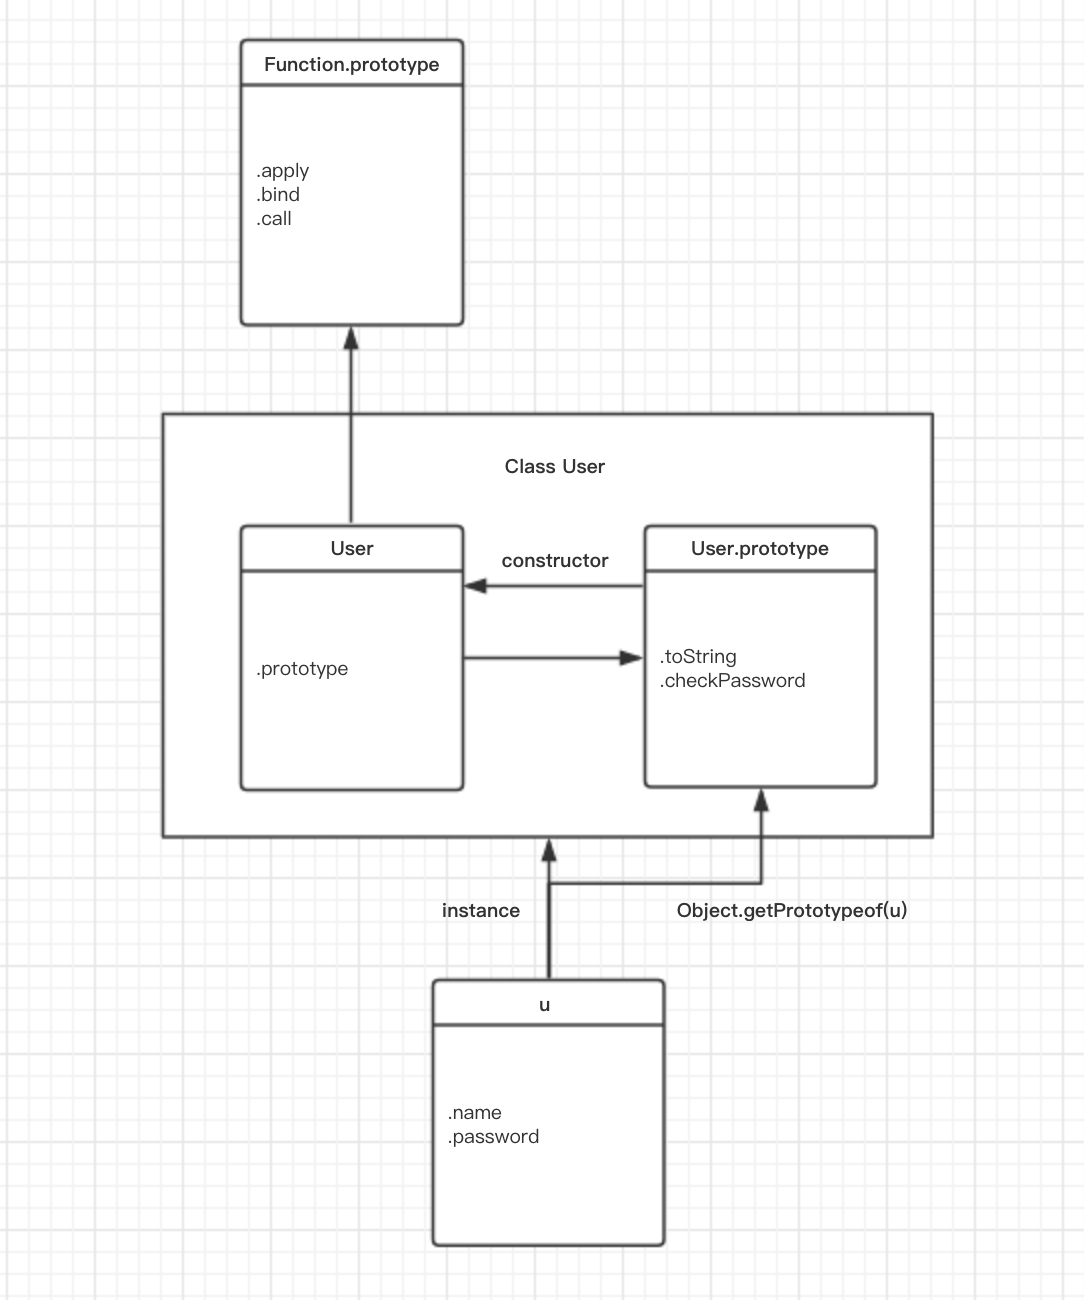 Function.prototype
.apply
.bind
.call
Class User
User
constructor
User.prototype
.prototype
.toString
.checkPassword
instance
Object.getPrototypeof(u)
u
.name
.password